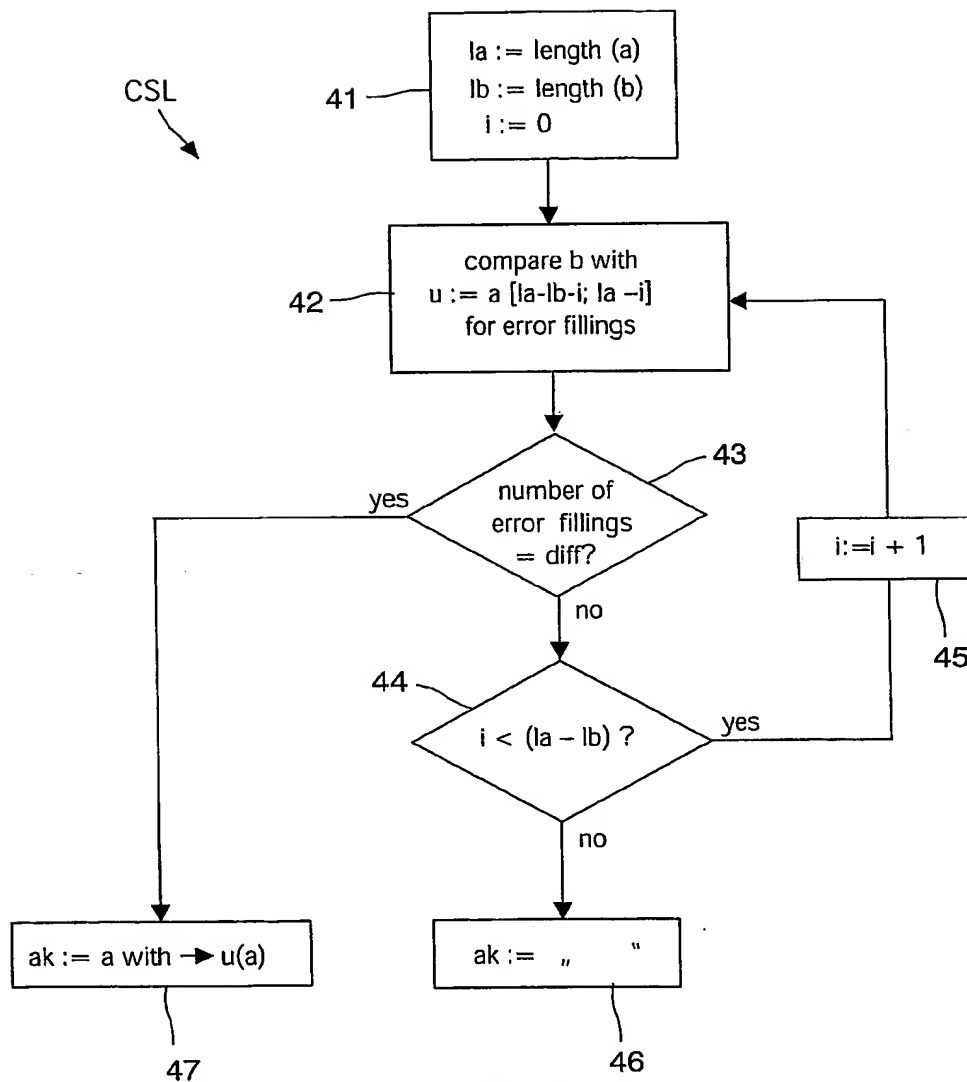 CSL
41
la := length (a)
lb := length (b)
i := 0
42
compare b with
u := a [la-lb-i; la -i]
for error fillings
43
number of
error fillings
= diff?
yes
no
i:=i + 1
45
44
i < (la – lb) ?
yes
no
ak := a with → u(a)
47
ak := „ “
46